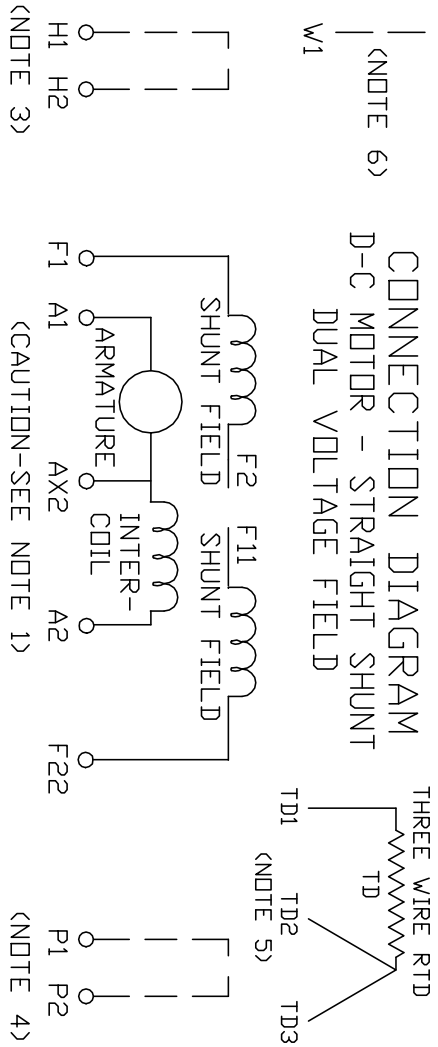 CONNECTION DIAGRAM
D-C MOTOR - STRAIGHT SHUNT
DUAL VOLTAGE FIELD
W1
(NOTE 6)
THREE WIRE RTD
TD
TD1
TD2
TD3
(NOTE 5)
SHUNT FIELD
F2
F11
SHUNT FIELD
ARMATURE
INTER-
COIL
H1
H2
F1
A1
AX2
A2
F22
P1
P2
(NOTE 3)
(CAUTION-SEE NOTE 1)
(NOTE 4)